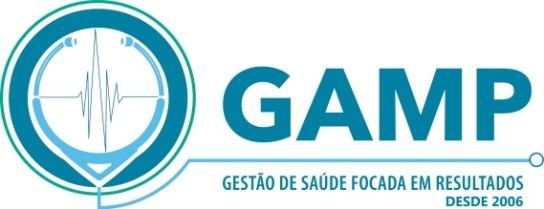 GAMP
GESTÃO DE SAÚDE FOCADA EM RESULTADOS
DESDE 2006